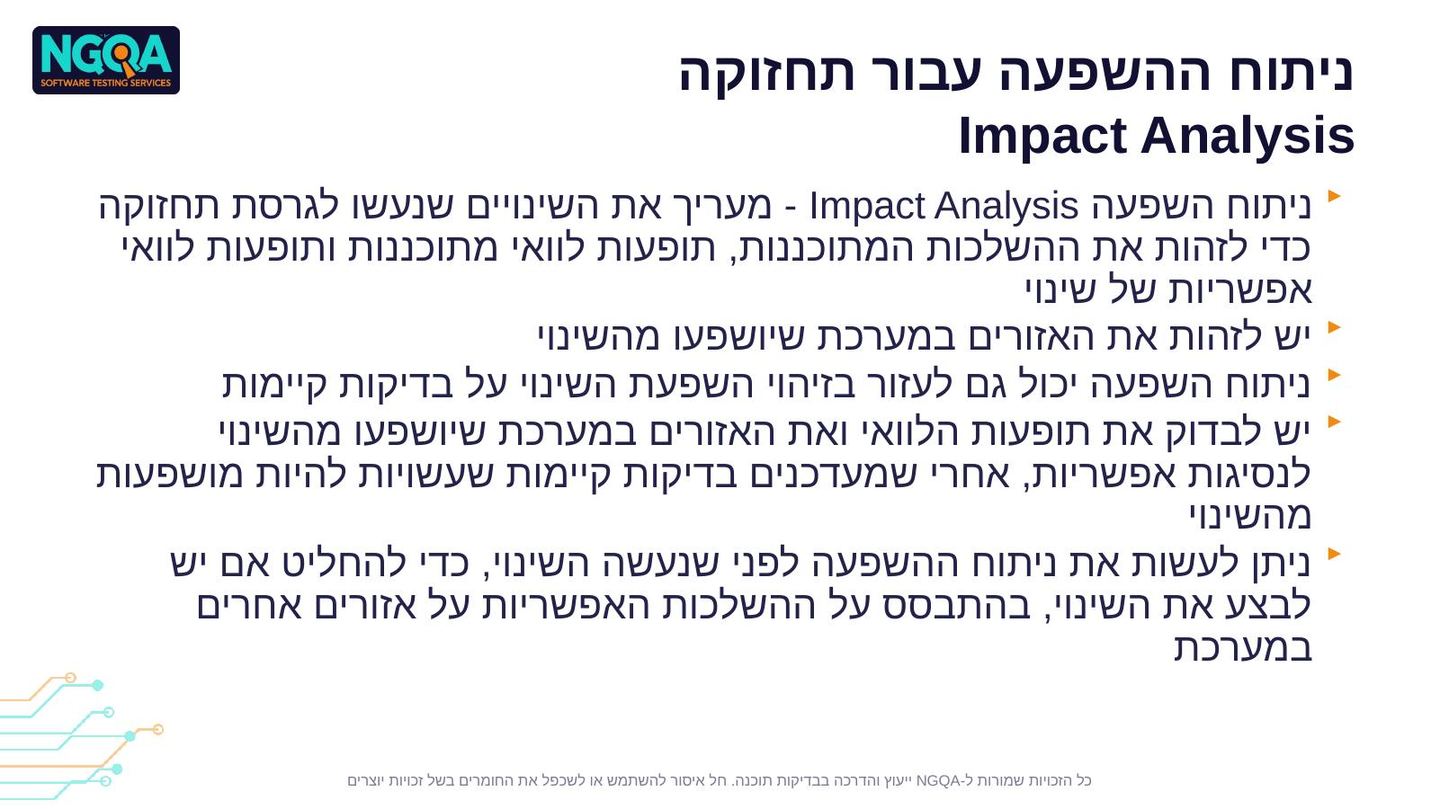 NGQA
SOFTWARE TESTING SERVICES
ניתוח ההשפעה עבור תחזוקה
Impact Analysis
ניתוח השפעה Impact Analysis - מעריך את השינויים שנעשו לגרסת תחזוקה
כדי לזהות את ההשלכות המתוכננות, תופעות לוואי מתוכננות ותופעות לוואי
אפשריות של שינוי
יש לזהות את האזורים במערכת שיושפעו מהשינוי
ניתוח השפעה יכול גם לעזור בזיהוי השפעת השינוי על בדיקות קיימות
יש לבדוק את תופעות הלוואי ואת האזורים במערכת שיושפעו מהשינוי
לנסיגות אפשריות, אחרי שמעדכנים בדיקות קיימות שעשויות להיות מושפעות
מהשינוי
ניתן לעשות את ניתוח ההשפעה לפני שנעשה השינוי, כדי להחליט אם יש
לבצע את השינוי, בהתבסס על ההשלכות האפשריות על אזורים אחרים
במערכת
כל הזכויות שמורות ל-NGQA ייעוץ והדרכה בבדיקות תוכנה. חל איסור להשתמש או לשכפל את החומרים בשל זכויות יוצרים